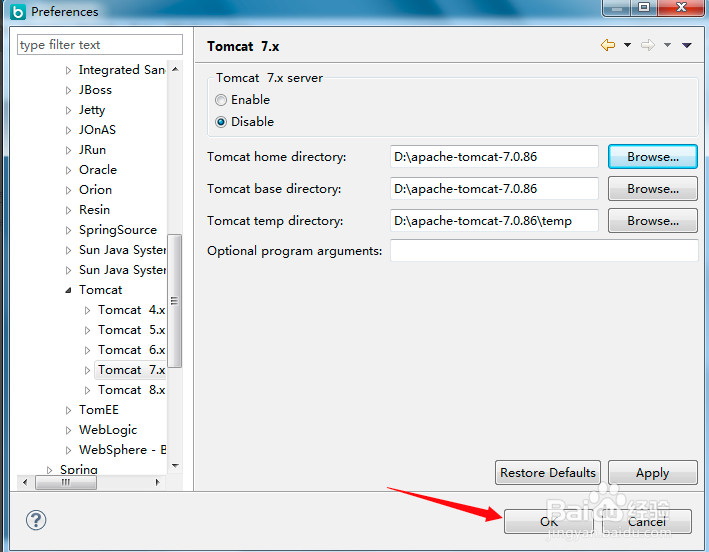 Preferences
type filter text
Integrated San
JBoss
Jetty
JOnAS
JRun
Oracle
Orion
Resin
SpringSource
Sun Java Syster
Sun Java Syster
Tomcat
Tomcat 4.x
Tomcat 5.x
Tomcat 6.x
Tomcat 7.x
Tomcat 8.x
TomEE
WebLogic
WebSphere - B
Spring
Tomcat 7.x
Tomcat 7.x server
Enable
Disable
Tomcat home directory: D:\apache-tomcat-7.0.86 Browse...
Tomcat base directory: D:\apache-tomcat-7.0.86 Browse...
Tomcat temp directory: D:\apache-tomcat-7.0.86\temp Browse...
Optional program arguments:
Restore Defaults Apply
OK Cancel
Baidu 经验
jingyan.baidu.com